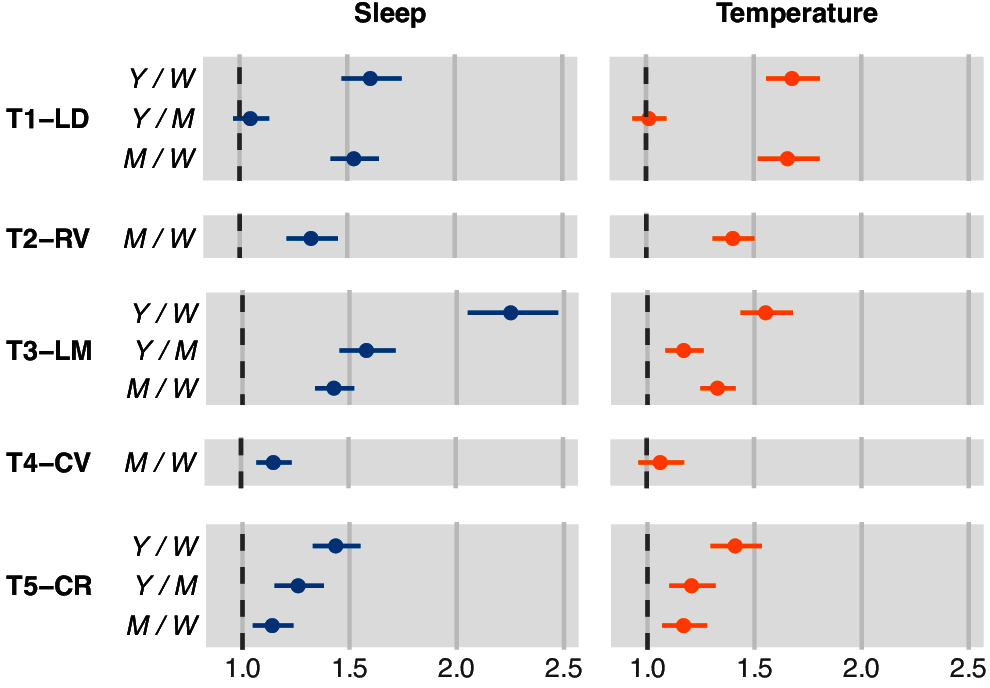 Sleep Temperature
Y / W
T1–LD Y / M
M / W
T2–RV M / W
Y / W
T3–LM Y / M
M / W
T4–CV M / W
Y / W
T5–CR Y / M
M / W
1.0 1.5 2.0 2.5 1.0 1.5 2.0 2.5